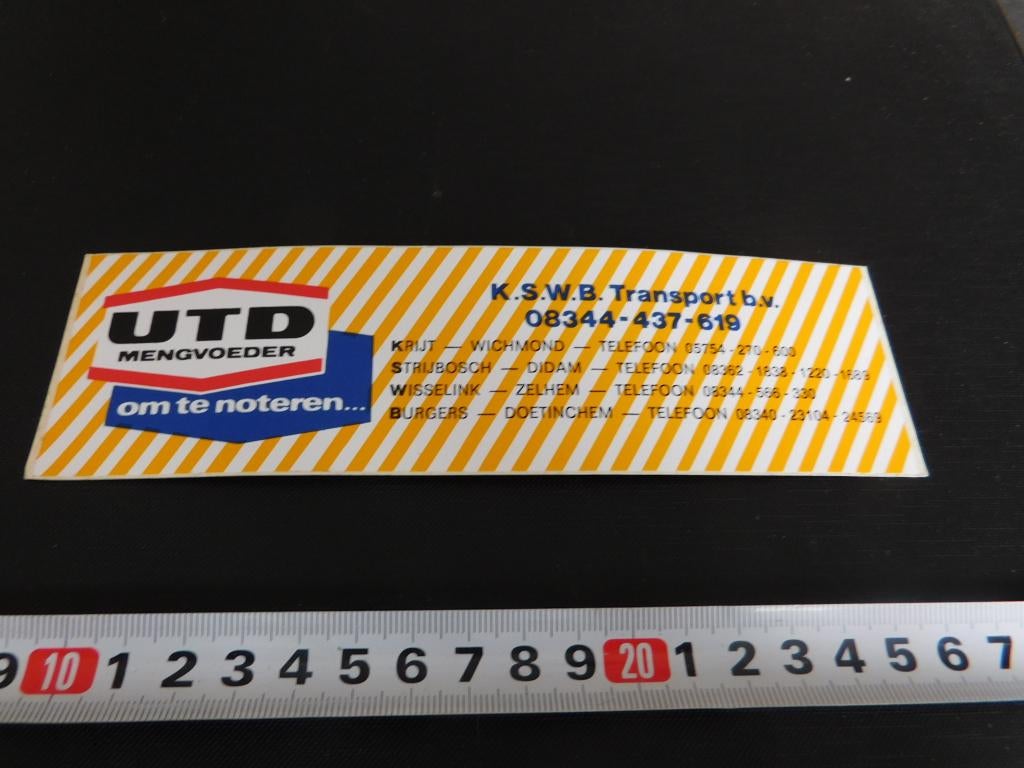 UTD
MENGVOEDER
om te noteren...
K.S.W.B. Transport b.v.
08344-437-619
KRIJT — WICHMOND — TELEFOON 05754-270-600
STRIJBOSCH — DIDAM — TELEFOON 08362-1838-1220-1689
WISSELINK — ZELHEM — TELEFOON 08344-566-330
BURGERS — DOETINCHEM — TELEFOON 08340-23104-24569
9 10 1 2 3 4 5 6 7 8 9 20 1 2 3 4 5 6 7